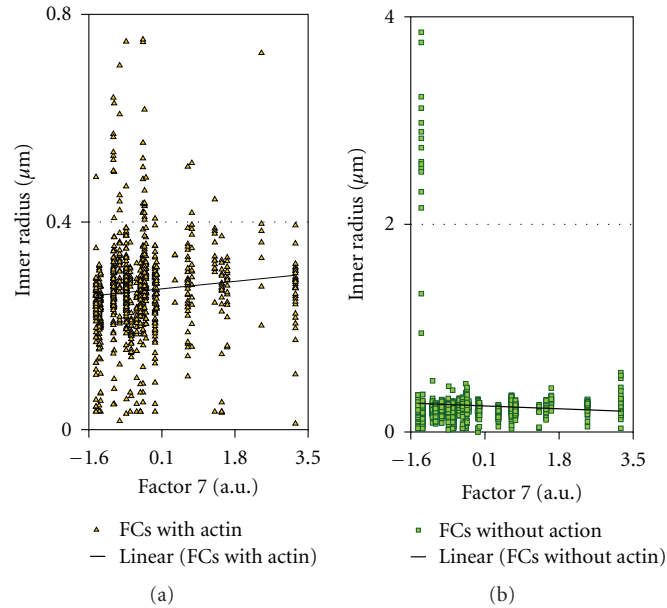 0.8
0.4
0
Inner radius (μm)
−1.6 0.1 1.8 3.5
Factor 7 (a.u.)
FCs with actin
Linear (FCs with actin)
(a)
4
2
0
Inner radius (μm)
−1.6 0.1 1.8 3.5
Factor 7 (a.u.)
FCs without action
Linear (FCs without actin)
(b)